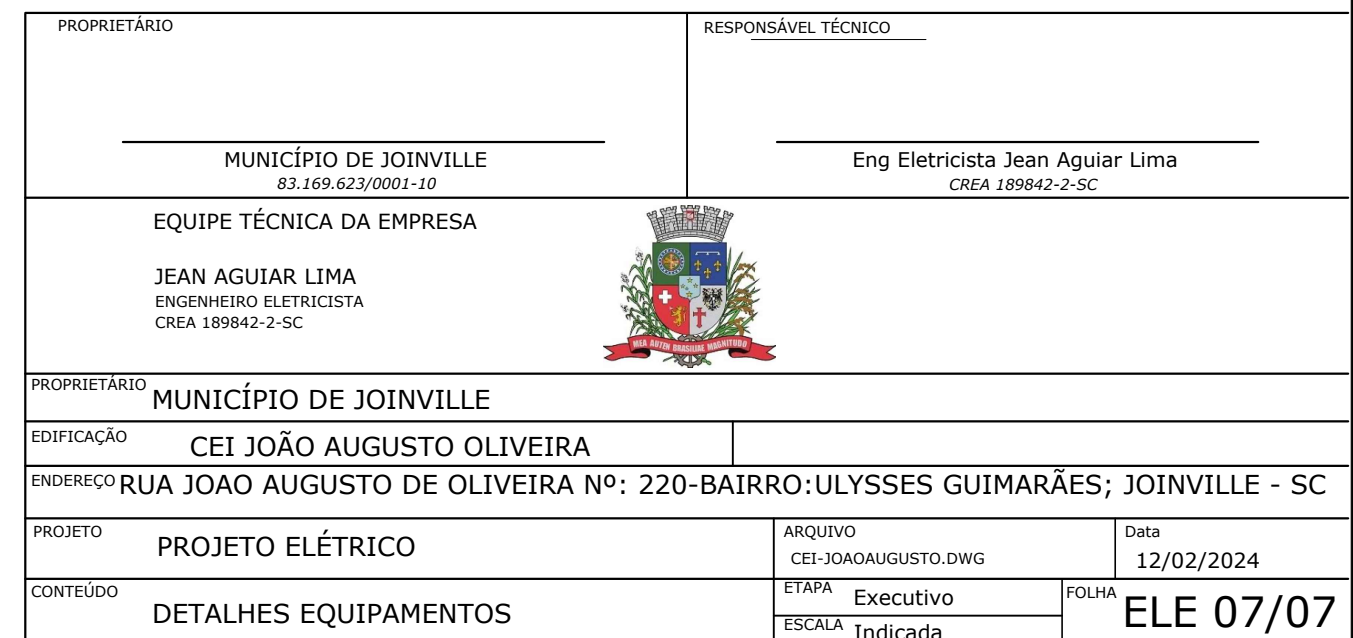 PROPRIETÁRIO
RESPONSÁVEL TÉCNICO
MUNICÍPIO DE JOINVILLE
83.169.623/0001-10
Eng Eletricista Jean Aguiar Lima
CREA 189842-2-SC
EQUIPE TÉCNICA DA EMPRESA
JEAN AGUIAR LIMA
ENGENHEIRO ELETRICISTA
CREA 189842-2-SC
MEA AUTEM BRASILIAE MAGNITUDO
PROPRIETÁRIO
MUNICÍPIO DE JOINVILLE
EDIFICAÇÃO
CEI JOÃO AUGUSTO OLIVEIRA
ENDEREÇO RUA JOAO AUGUSTO DE OLIVEIRA Nº: 220-BAIRRO:ULYSSES GUIMARÃES; JOINVILLE - SC
PROJETO
PROJETO ELÉTRICO
ARQUIVO
CEI-JOAOAUGUSTO.DWG
Data
12/02/2024
CONTEÚDO
DETALHES EQUIPAMENTOS
ETAPA
Executivo
ESCALA
Indicada
FOLHA
ELE 07/07